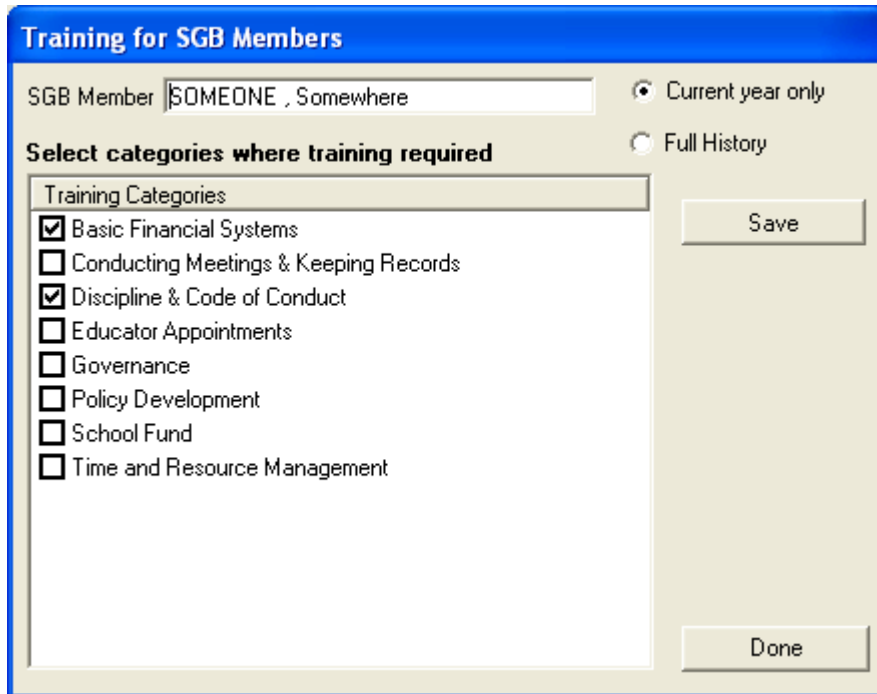 Training for SGB Members
SGB Member SOMEONE , Somewhere
Current year only
Full History
Select categories where training required
Training Categories
Basic Financial Systems
Conducting Meetings & Keeping Records
Discipline & Code of Conduct
Educator Appointments
Governance
Policy Development
School Fund
Time and Resource Management
Save
Done